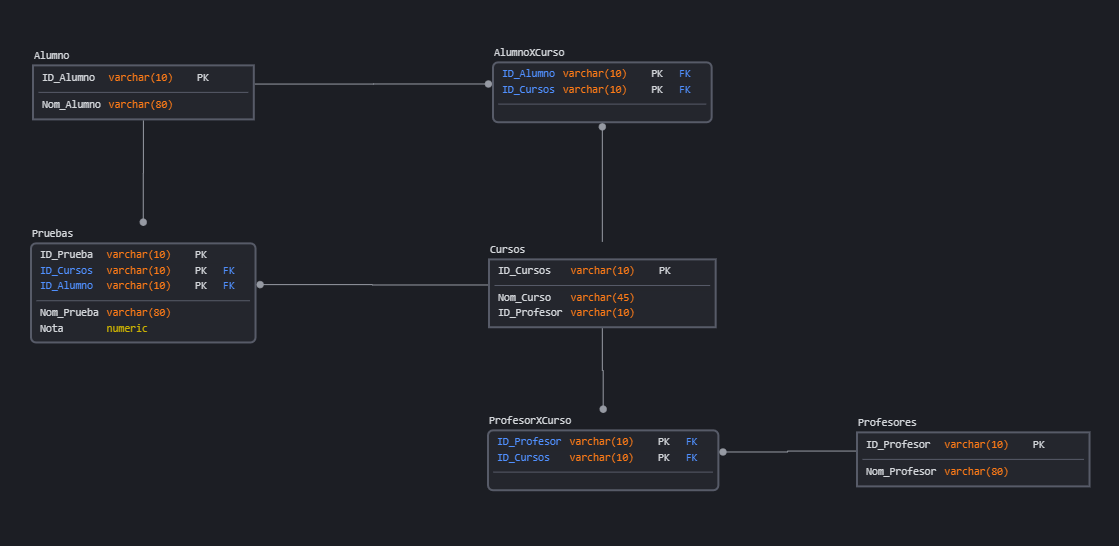 Alumno
ID_Alumno varchar(10) PK
Nom_Alumno varchar(80)
AlumnoXCurso
ID_Alumno varchar(10) PK FK
ID_Cursos varchar(10) PK FK
Pruebas
ID_Prueba varchar(10) PK
ID_Cursos varchar(10) PK FK
ID_Alumno varchar(10) PK FK
Nom_Prueba varchar(80)
Nota numeric
Cursos
ID_Cursos varchar(10) PK
Nom_Curso varchar(45)
ID_Profesor varchar(10)
ProfesorXCurso
ID_Profesor varchar(10) PK FK
ID_Cursos varchar(10) PK FK
Profesores
ID_Profesor varchar(10) PK
Nom_Profesor varchar(80)